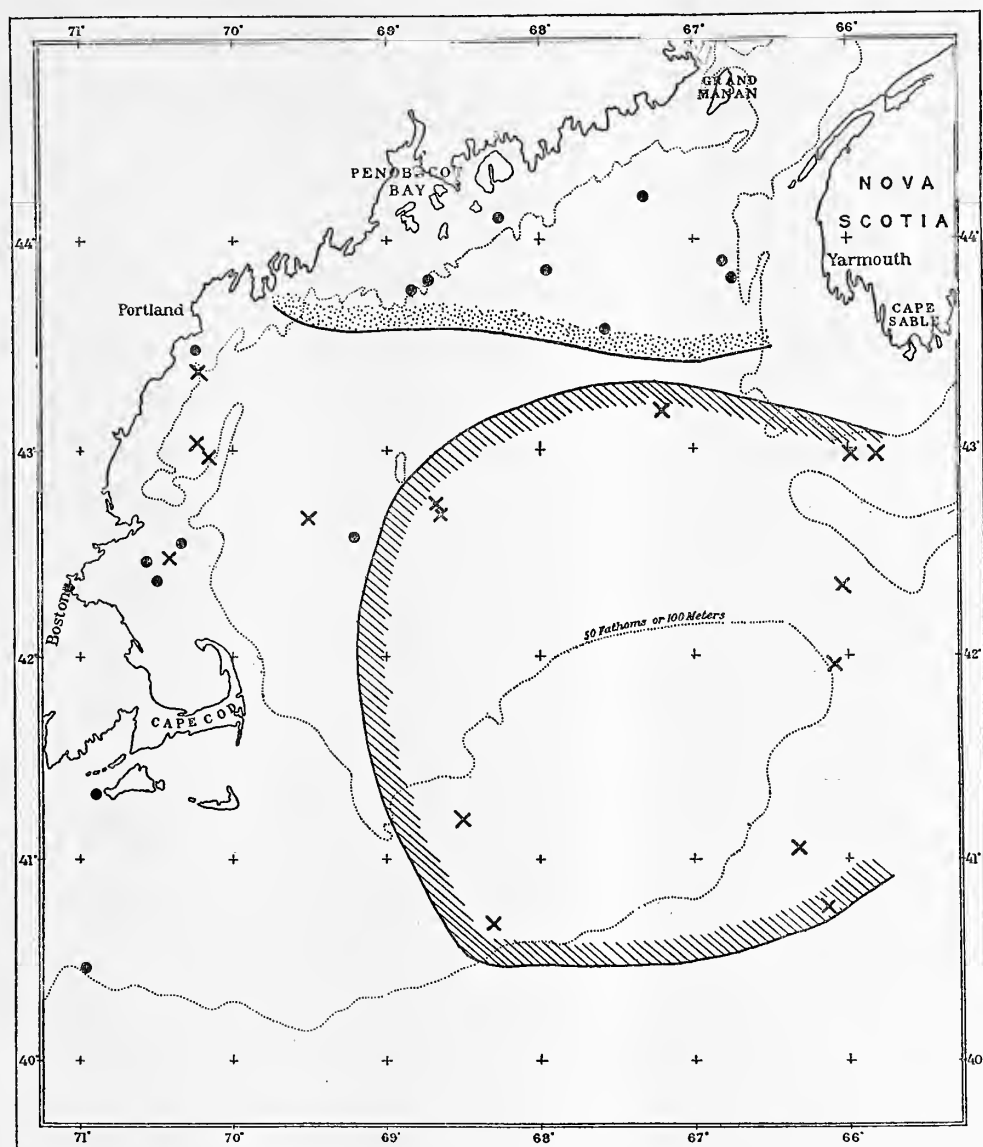 71° 70° 69° 68° 67° 66°
GRAND
MANAN
PENOBSCOT
BAY
NOVA
SCOTIA
44° 44°
Yarmouth
Portland
CAPE
SABLE
43° 43°
Boston
50 Fathoms or 100 Meters
42° 42°
CAPE COD
41° 41°
40° 40°
71° 70° 69° 68° 67° 66°